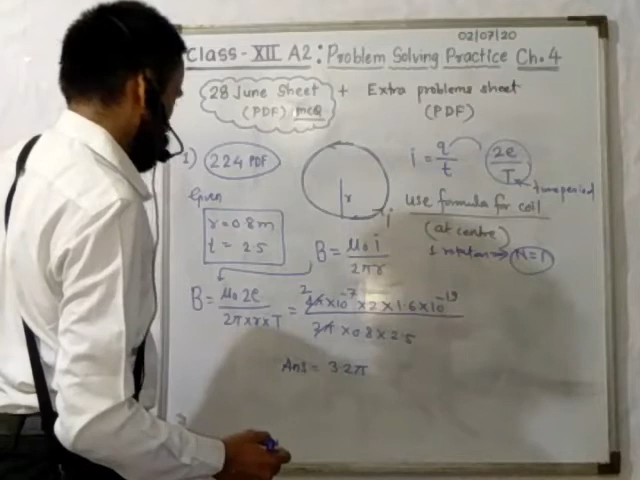 02/07/20
Class - XII A2 : Problem Solving Practice Ch. 4
28 June Sheet + Extra problems sheet
(PDF) MCQ (PDF)
1) 224 PDF
i = q/t 2e/T
time period
Given
r = 0.8 m
t = 2.5
r
i
use formula for coil
(at centre)
1 rotation → N = 1
B = μ₀ i / 2πr
B = μ₀ 2e / 2π × r × T = 4π × 10⁻⁷ × 2 × 1.6 × 10⁻¹⁹ / 2π × 0.8 × 2.5
2
Ans = 3.2π